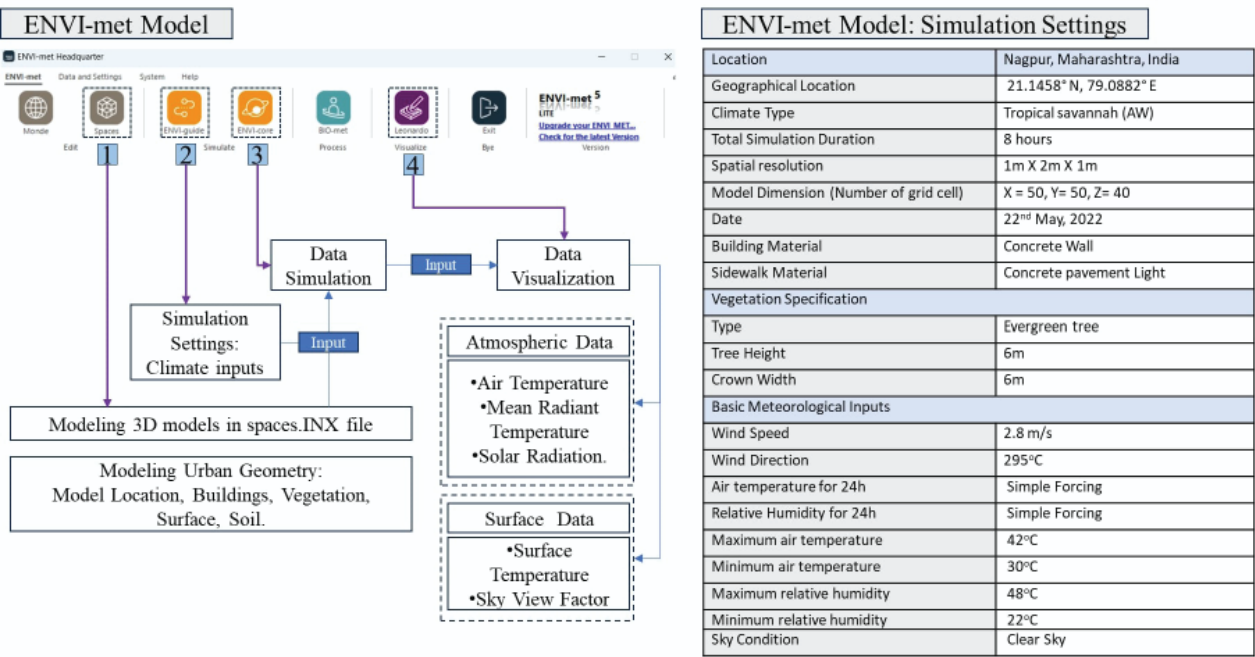 ENVI-met Model
ENVI-met Headquarter
ENVI-met Data and Settings System Help
Monde
Spaces
ENVI-guide
ENVI-core
BIO-met
Leonardo
Exit
ENVI-met 5
LITE
Upgrade your ENVI_MET...
Check for the latest Version
Edit
Simulate
Process
Visualize
Bye
Version
1
2
3
4
Data
Simulation
Input
Data
Visualization
Simulation
Settings:
Climate inputs
Input
Modeling 3D models in spaces.INX file
Modeling Urban Geometry:
Model Location, Buildings, Vegetation,
Surface, Soil.
Atmospheric Data
•Air Temperature
•Mean Radiant
Temperature
•Solar Radiation.
Surface Data
•Surface
Temperature
•Sky View Factor
ENVI-met Model: Simulation Settings
Location Nagpur, Maharashtra, India
Geographical Location 21.1458° N, 79.0882° E
Climate Type Tropical savannah (AW)
Total Simulation Duration 8 hours
Spatial resolution 1m X 2m X 1m
Model Dimension (Number of grid cell) X = 50, Y= 50, Z= 40
Date 22nd May, 2022
Building Material Concrete Wall
Sidewalk Material Concrete pavement Light
Vegetation Specification
Type Evergreen tree
Tree Height 6m
Crown Width 6m
Basic Meteorological Inputs
Wind Speed 2.8 m/s
Wind Direction 295°C
Air temperature for 24h Simple Forcing
Relative Humidity for 24h Simple Forcing
Maximum air temperature 42°C
Minimum air temperature 30°C
Maximum relative humidity 48°C
Minimum relative humidity 22°C
Sky Condition Clear Sky